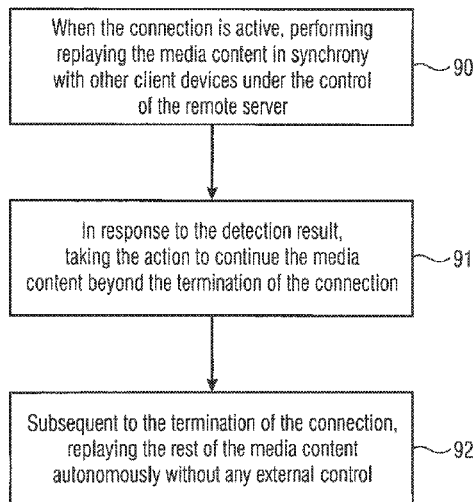 When the connection is active, performing
replaying the media content in synchrony
with other client devices under the control
of the remote server
90
In response to the detection result,
taking the action to continue the media
content beyond the termination of the connection
91
Subsequent to the termination of the connection,
replaying the rest of the media content
autonomously without any external control
92